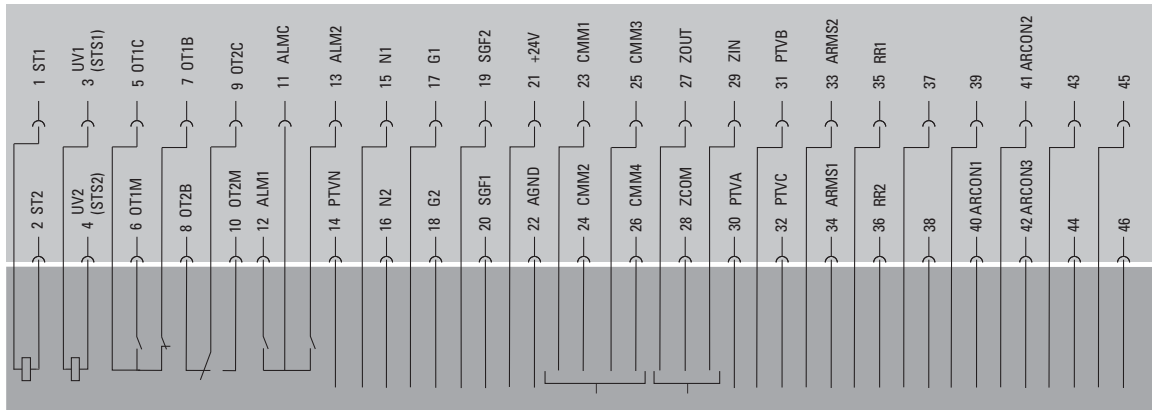 1 ST1
3 UV1
(STS1)
5 OT1C
7 OT1B
9 OT2C
11 ALMC
13 ALM2
15 N1
17 G1
19 SGF2
21 +24V
23 CMM1
25 CMM3
27 ZOUT
29 ZIN
31 PTVB
33 ARMS2
35 RR1
37
39
41 ARCON2
43
45
2 ST2
4 UV2
(STS2)
6 OT1M
8 OT2B
10 OT2M
12 ALM1
14 PTVN
16 N2
18 G2
20 SGF1
22 AGND
24 CMM2
26 CMM4
28 ZCOM
30 PTVA
32 PTVC
34 ARMS1
36 RR2
38
40 ARCON1
42 ARCON3
44
46